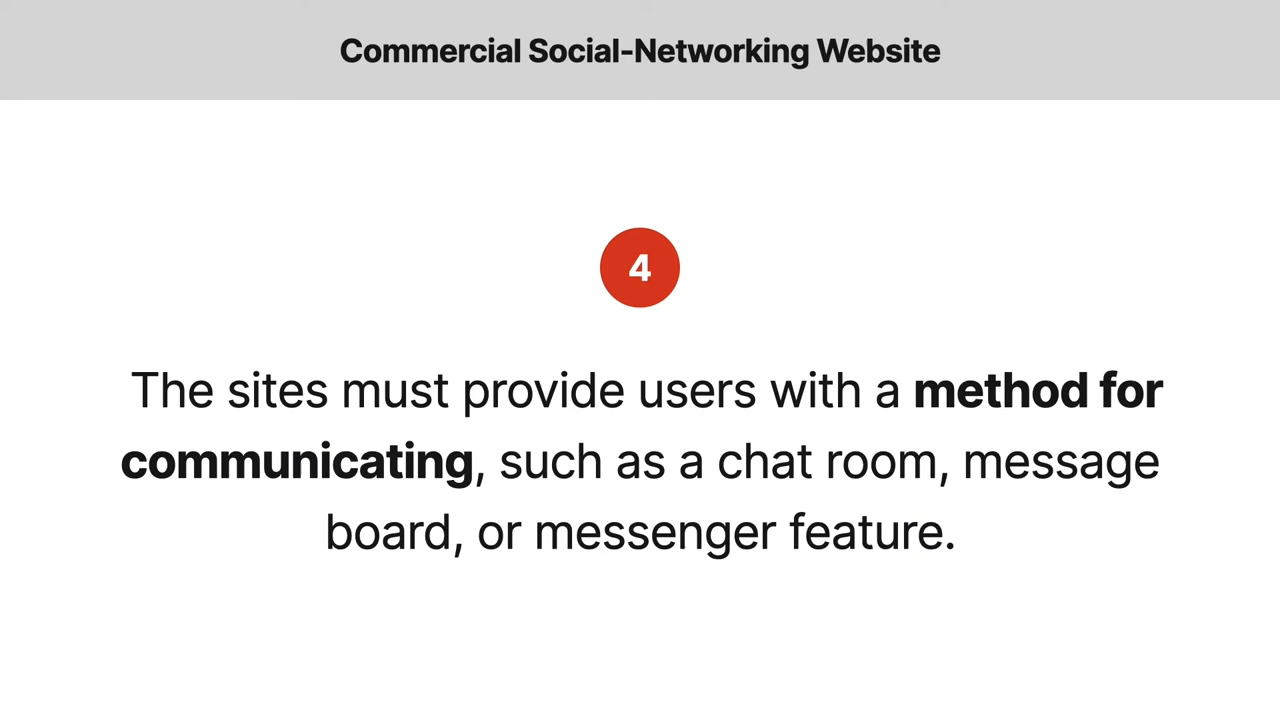 Commercial Social-Networking Website
4
The sites must provide users with a method for
communicating, such as a chat room, message
board, or messenger feature.